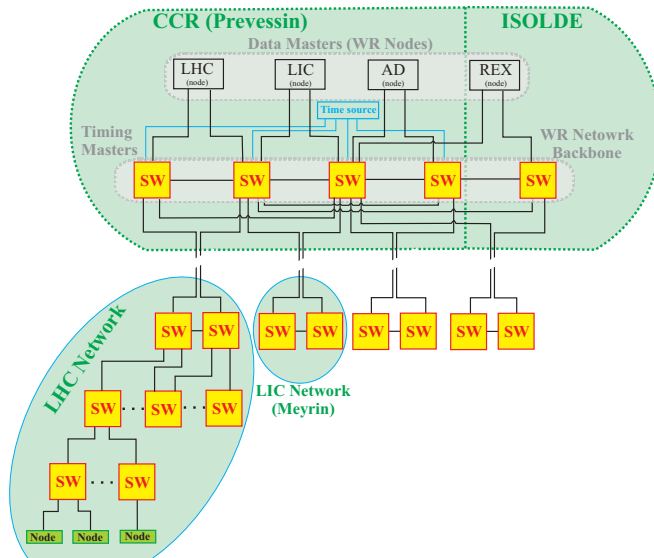 CCR (Prevessin)
ISOLDE
Data Masters (WR Nodes)
LHC
(node)
LIC
(node)
AD
(node)
REX
(node)
Time source
Timing
Masters
WR Netowrk
Backbone
SW
SW
SW
SW
SW
LHC Network
SW
SW
SW
SW
SW
SW
SW
SW
LIC Network
(Meyrin)
SW
SW
SW
SW
SW
Node
Node
Node